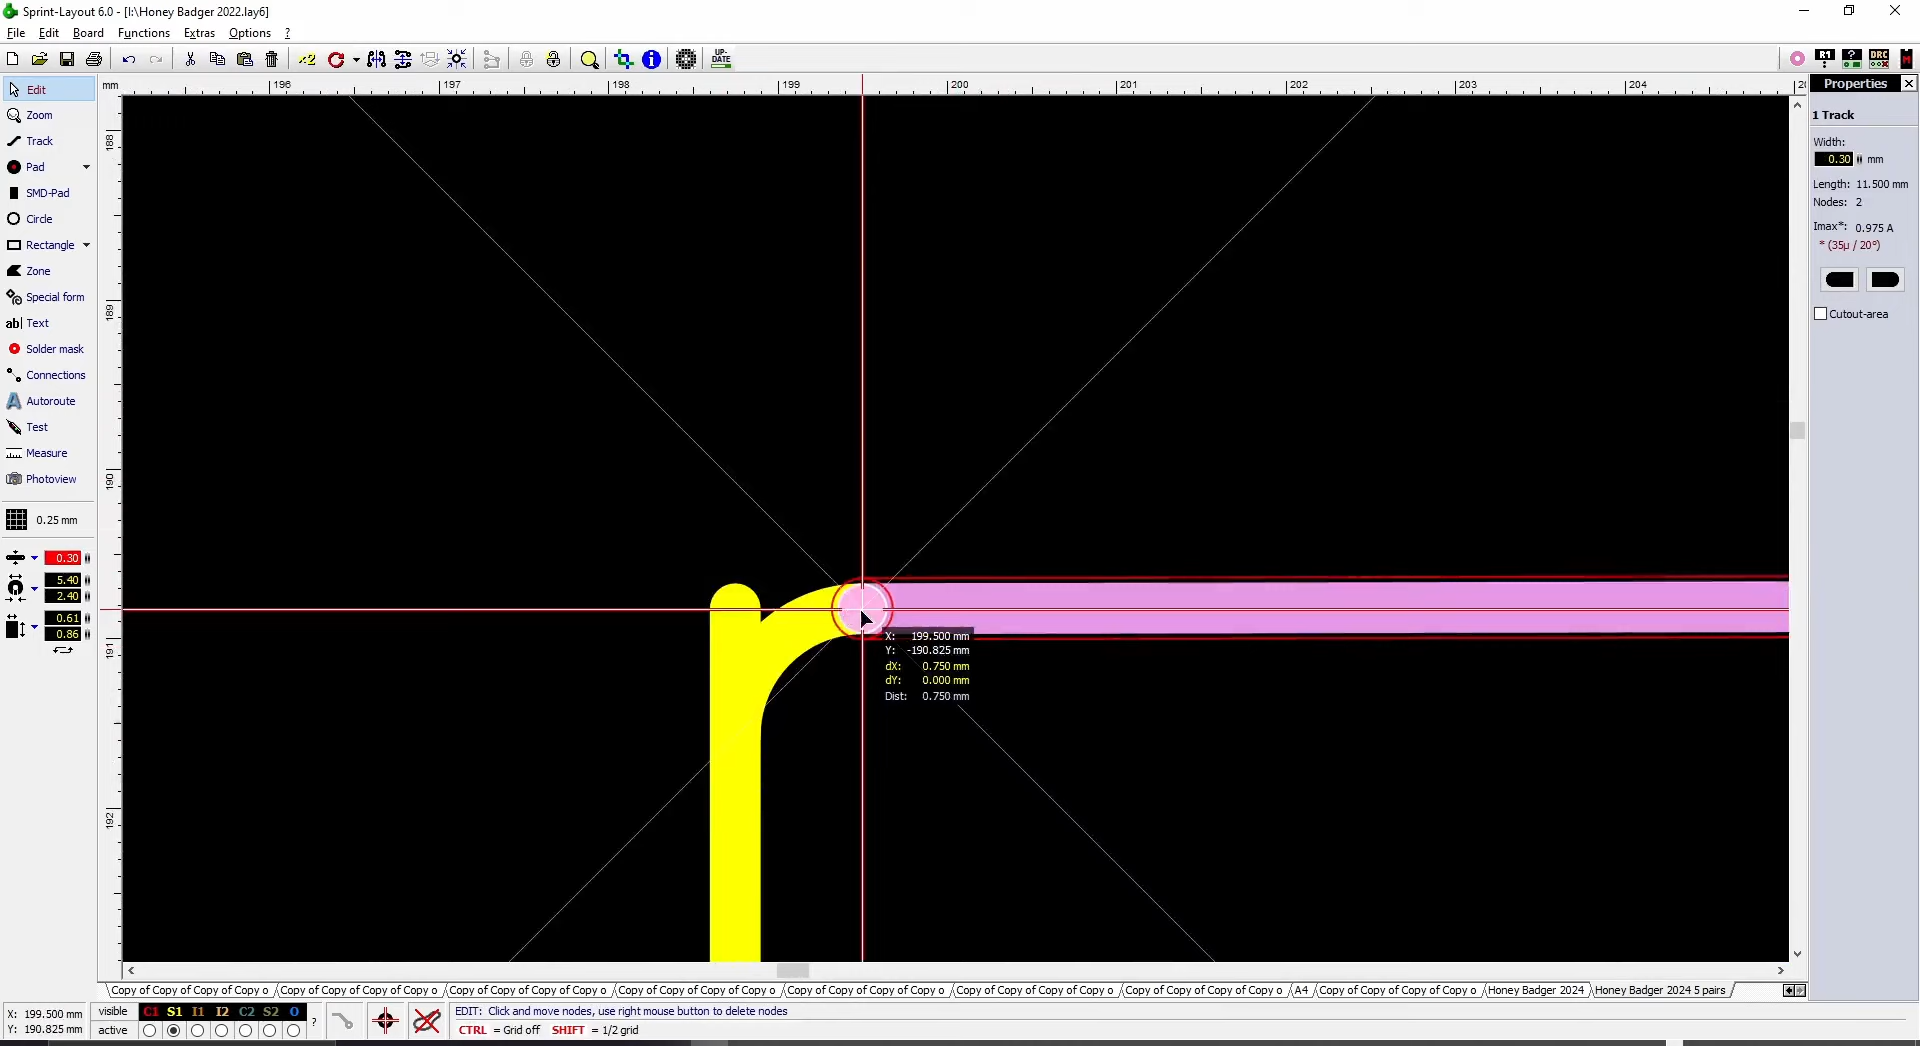 Sprint-Layout 6.0 - [I:\Honey Badger 2022.lay6]
File Edit Board Functions Extras Options ?
x2 UP-DATE R1 ? DRC M
mm 196 197 198 199 200 201 202 203 204 20
Edit
Zoom
Track
Pad
SMD-Pad
Circle
Rectangle
Zone
Special form
ab| Text
Solder mask
Connections
Autoroute
Test
Measure
Photoview
0.25 mm
0.30
5.40
2.40
0.61
0.86
188
189
190
191
192
X: 199.500 mm
Y: -190.825 mm
dX: 0.750 mm
dY: 0.000 mm
Dist: 0.750 mm
Properties
1 Track
Width:
0.30 mm
Length: 11.500 mm
Nodes: 2
Imax*: 0.975 A
* (35µ / 20°)
Cutout-area
Copy of Copy of Copy of Copy o Copy of Copy of Copy of Copy o Copy of Copy of Copy of Copy o Copy of Copy of Copy of Copy o Copy of Copy of Copy of Copy o Copy of Copy of Copy of Copy o Copy of Copy of Copy of Copy o A4 Copy of Copy of Copy of Copy o Honey Badger 2024 Honey Badger 2024 5 pairs
X: 199.500 mm
Y: 190.825 mm
visible C1 S1 I1 I2 C2 S2 O
active ?
EDIT: Click and move nodes, use right mouse button to delete nodes
CTRL = Grid off SHIFT = 1/2 grid